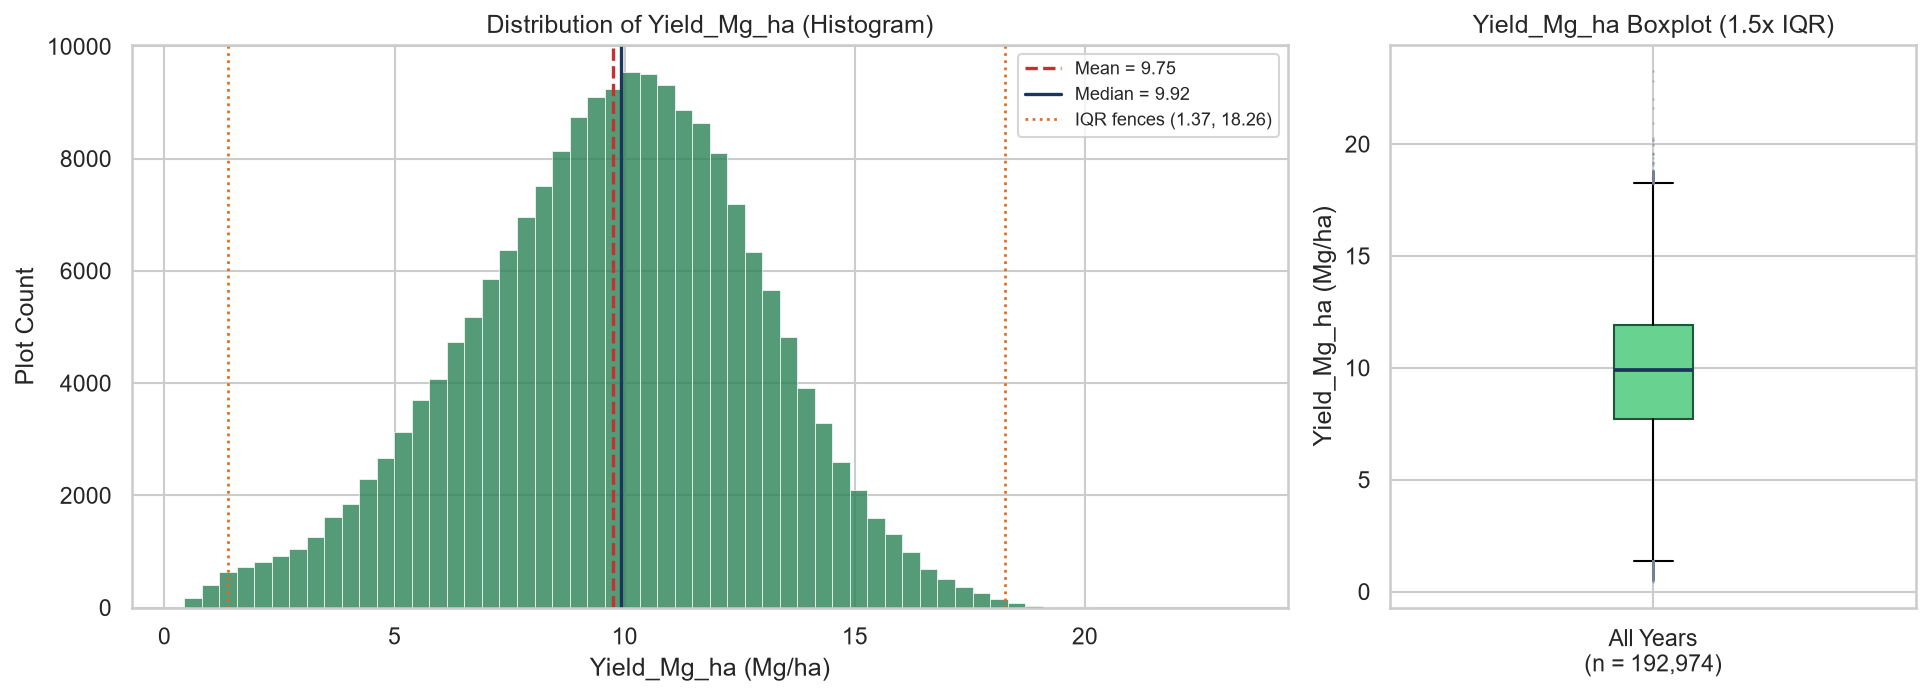 Distribution of Yield_Mg_ha (Histogram)
10000
8000
6000
4000
2000
0
Plot Count
Mean = 9.75
Median = 9.92
IQR fences (1.37, 18.26)
0 5 10 15 20
Yield_Mg_ha (Mg/ha)
Yield_Mg_ha Boxplot (1.5x IQR)
20
15
10
5
0
Yield_Mg_ha (Mg/ha)
All Years
(n = 192,974)